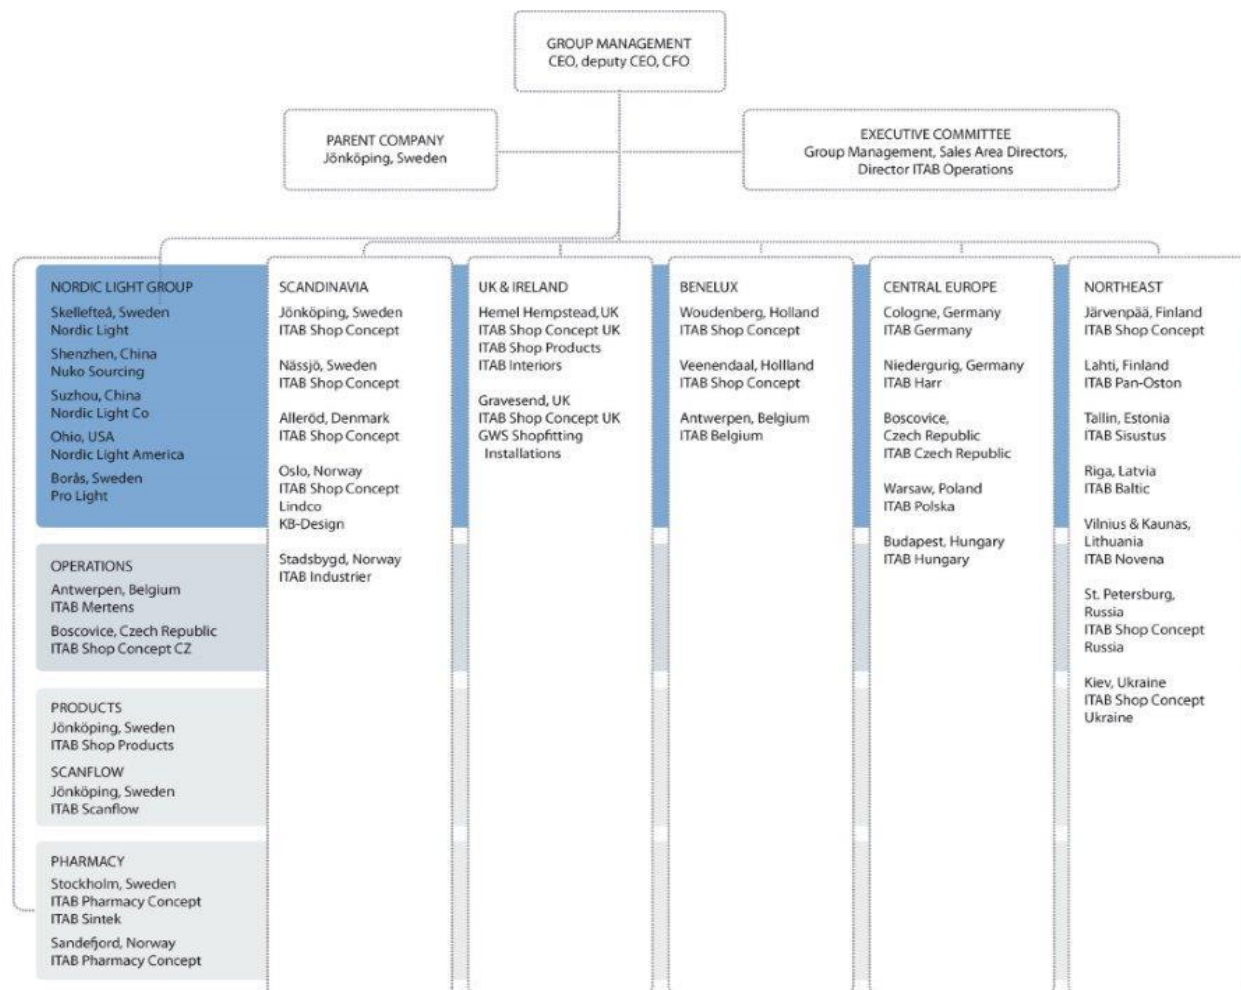 GROUP MANAGEMENT
CEO, deputy CEO, CFO
PARENT COMPANY
Jönköping, Sweden
EXECUTIVE COMMITTEE
Group Management, Sales Area Directors,
Director ITAB Operations
NORDIC LIGHT GROUP
Skellefteå, Sweden
Nordic Light
Shenzhen, China
Nuko Sourcing
Suzhou, China
Nordic Light Co
Ohio, USA
Nordic Light America
Borås, Sweden
Pro Light
OPERATIONS
Antwerpen, Belgium
ITAB Mertens
Boscovice, Czech Republic
ITAB Shop Concept CZ
PRODUCTS
Jönköping, Sweden
ITAB Shop Products
SCANFLOW
Jönköping, Sweden
ITAB Scanflow
PHARMACY
Stockholm, Sweden
ITAB Pharmacy Concept
ITAB Sintek
Sandefjord, Norway
ITAB Pharmacy Concept
SCANDINAVIA
Jönköping, Sweden
ITAB Shop Concept
Nässjö, Sweden
ITAB Shop Concept
Alleröd, Denmark
ITAB Shop Concept
Oslo, Norway
ITAB Shop Concept
Lindco
KB-Design
Stadsbygd, Norway
ITAB Industrier
UK & IRELAND
Hemel Hempstead, UK
ITAB Shop Concept UK
ITAB Shop Products
ITAB Interiors
Gravesend, UK
ITAB Shop Concept UK
GWS Shopfitting
Installations
BENELUX
Woudenberg, Holland
ITAB Shop Concept
Veenendaal, Hollland
ITAB Shop Concept
Antwerpen, Belgium
ITAB Belgium
CENTRAL EUROPE
Cologne, Germany
ITAB Germany
Niedergurig, Germany
ITAB Harr
Boscovice,
Czech Republic
ITAB Czech Republic
Warsaw, Poland
ITAB Polska
Budapest, Hungary
ITAB Hungary
NORTHEAST
Järvenpää, Finland
ITAB Shop Concept
Lahti, Finland
ITAB Pan-Oston
Tallin, Estonia
ITAB Sisustus
Riga, Latvia
ITAB Baltic
Vilnius & Kaunas,
Lithuania
ITAB Novena
St. Petersburg,
Russia
ITAB Shop Concept
Russia
Kiev, Ukraine
ITAB Shop Concept
Ukraine